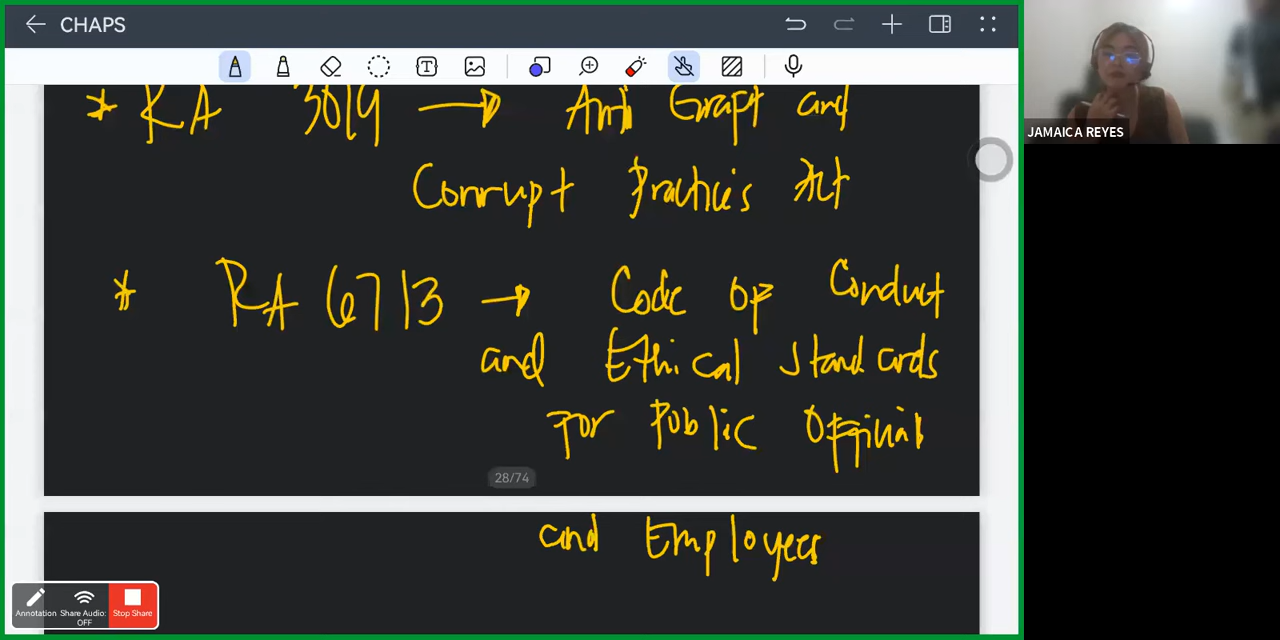 CHAPS
* RA 3019 → Anti Graft and
Corrupt Practices Act
* RA 6713 → Code of Conduct
and Ethical Standards
for Public Official
28/74
and Employees
Annotation
Share Audio: OFF
Stop Share
JAMAICA REYES